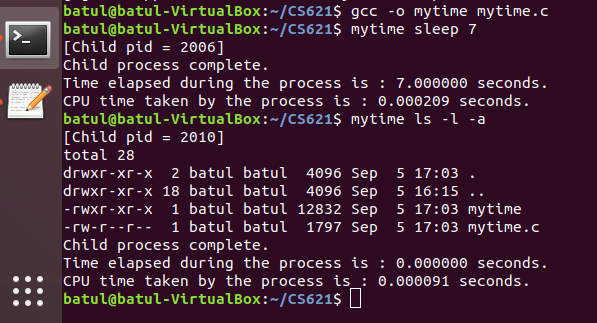 batul@batul-VirtualBox:~/CS621$ gcc -o mytime mytime.c
batul@batul-VirtualBox:~/CS621$ mytime sleep 7
[Child pid = 2006]
Child process complete.
Time elapsed during the process is : 7.000000 seconds.
CPU time taken by the process is : 0.000209 seconds.
batul@batul-VirtualBox:~/CS621$ mytime ls -l -a
[Child pid = 2010]
total 28
drwxr-xr-x  2 batul batul  4096 Sep  5 17:03 .
drwxr-xr-x 18 batul batul  4096 Sep  5 16:15 ..
-rwxr-xr-x  1 batul batul 12832 Sep  5 17:03 mytime
-rw-r--r--  1 batul batul  1797 Sep  5 17:03 mytime.c
Child process complete.
Time elapsed during the process is : 0.000000 seconds.
CPU time taken by the process is : 0.000091 seconds.
batul@batul-VirtualBox:~/CS621$